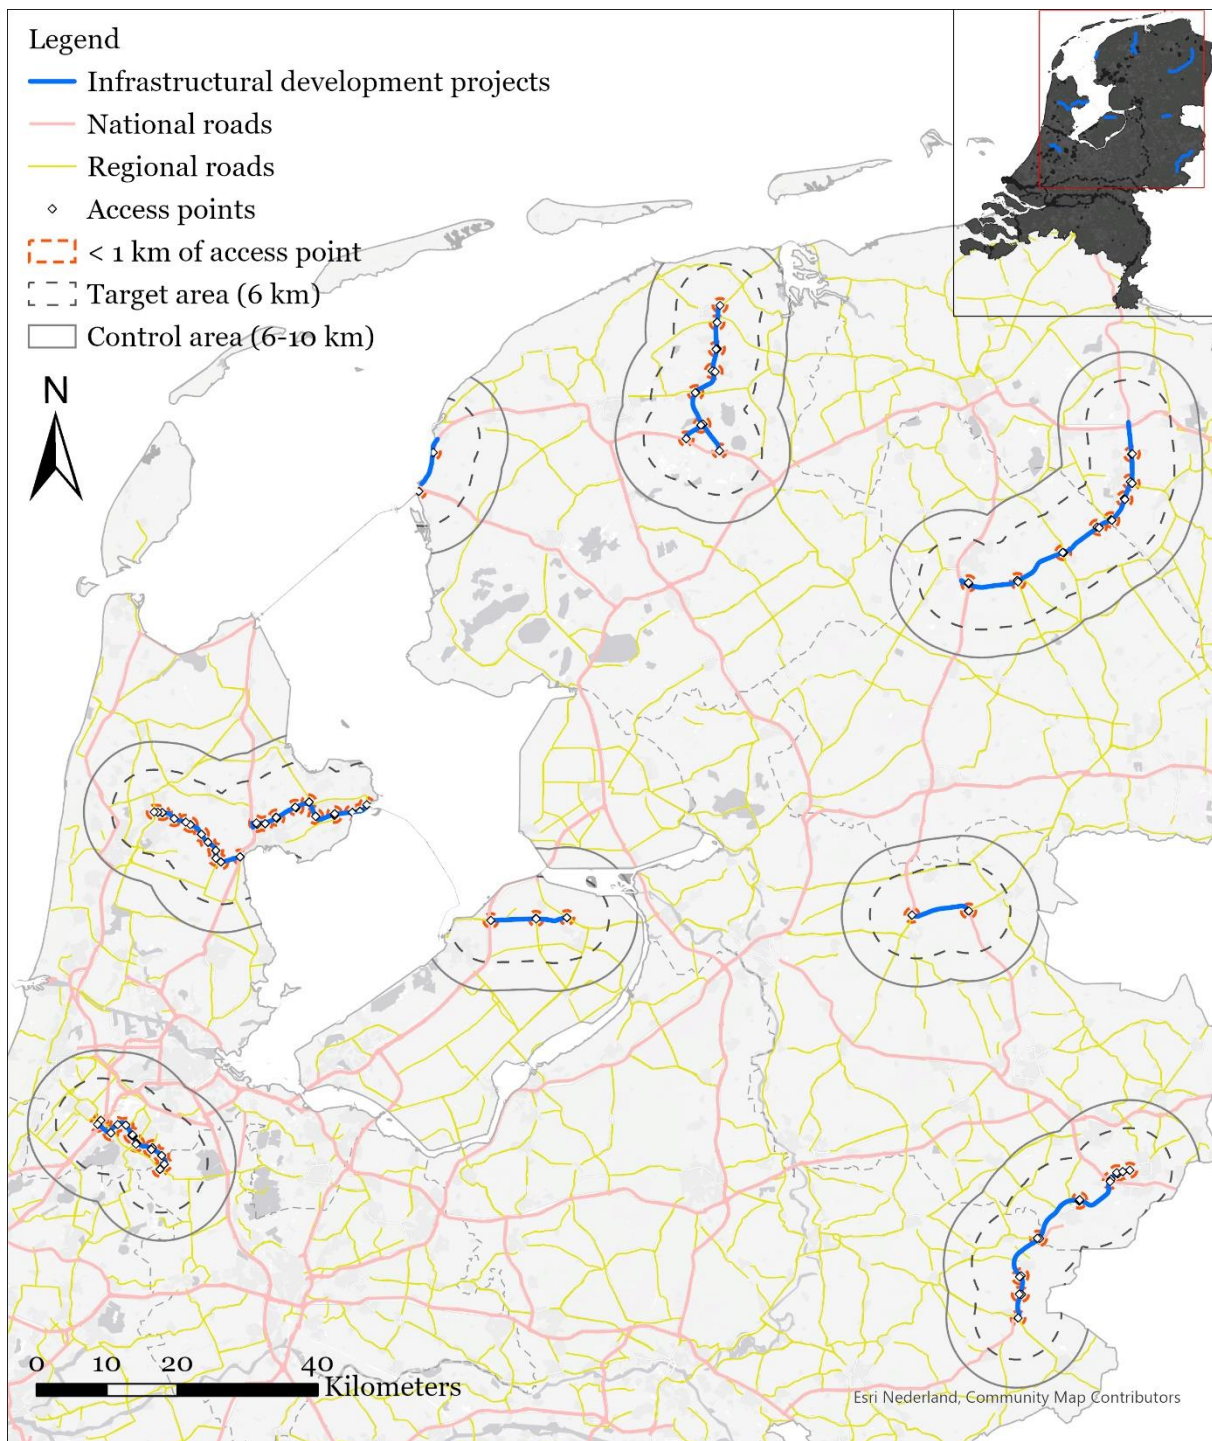 Legend
Infrastructural development projects
National roads
Regional roads
Access points
< 1 km of access point
Target area (6 km)
Control area (6-10 km)
N
0 10 20 40
Kilometers
Esri Nederland, Community Map Contributors